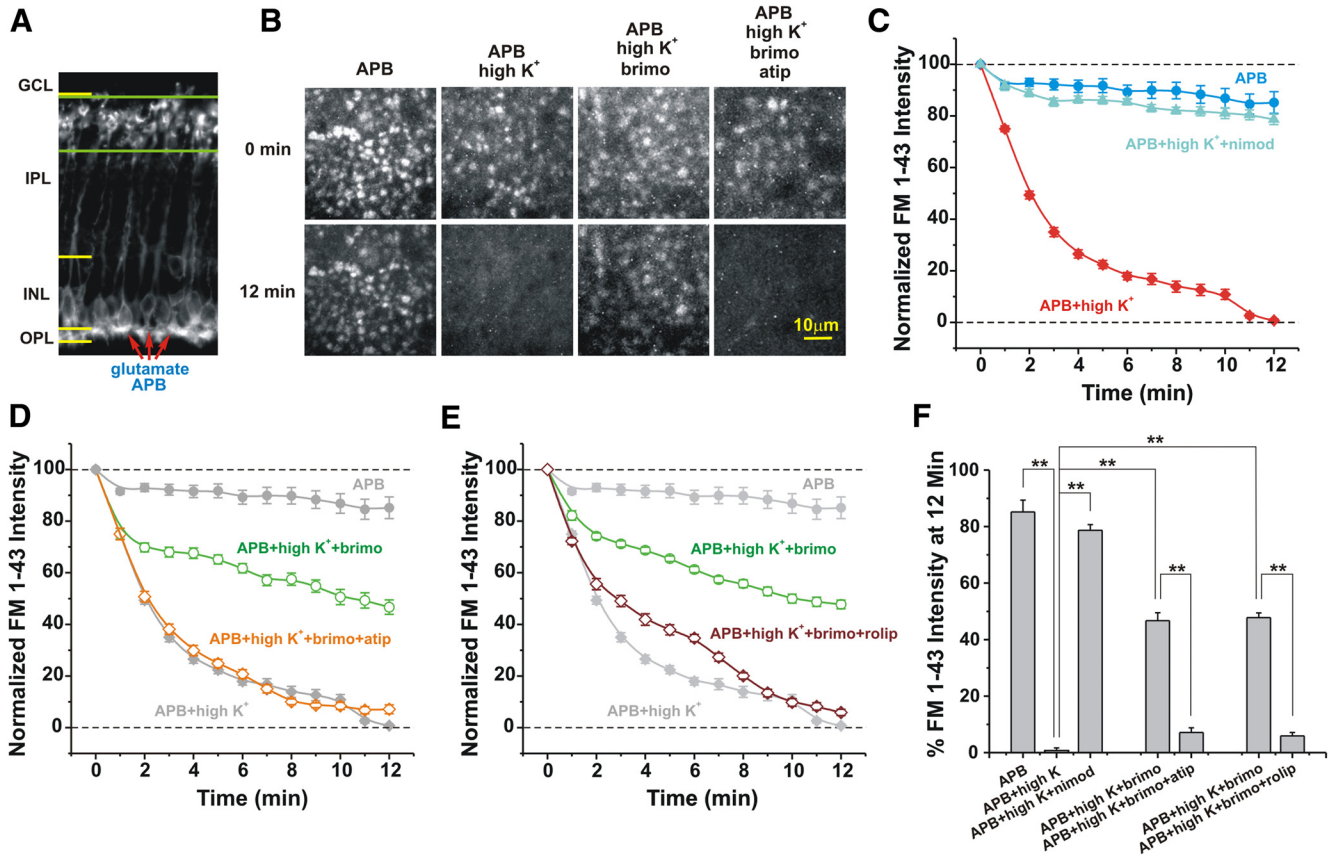 A
GCL
IPL
INL
OPL
glutamate
APB
B
APB
APB
high K+
APB
high K+
brimo
APB
high K+
brimo
atip
0 min
12 min
10µm
C
Normalized FM 1-43 Intensity
100
80
60
40
20
0
APB
APB+high K++nimod
APB+high K+
0 2 4 6 8 10 12
Time (min)
D
Normalized FM 1-43 Intensity
100
80
60
40
20
0
APB
APB+high K++brimo
APB+high K++brimo+atip
APB+high K+
0 2 4 6 8 10 12
Time (min)
E
Normalized FM 1-43 Intensity
100
80
60
40
20
0
APB
APB+high K++brimo
APB+high K++brimo+rolip
APB+high K+
0 2 4 6 8 10 12
Time (min)
F
% FM 1-43 Intensity at 12 Min
100
80
60
40
20
0
**
**
**
**
**
**
APB
APB+high K
APB+high K+nimod
APB+high K+brimo
APB+high K+brimo+atip
APB+high K+brimo
APB+high K+brimo+rolip